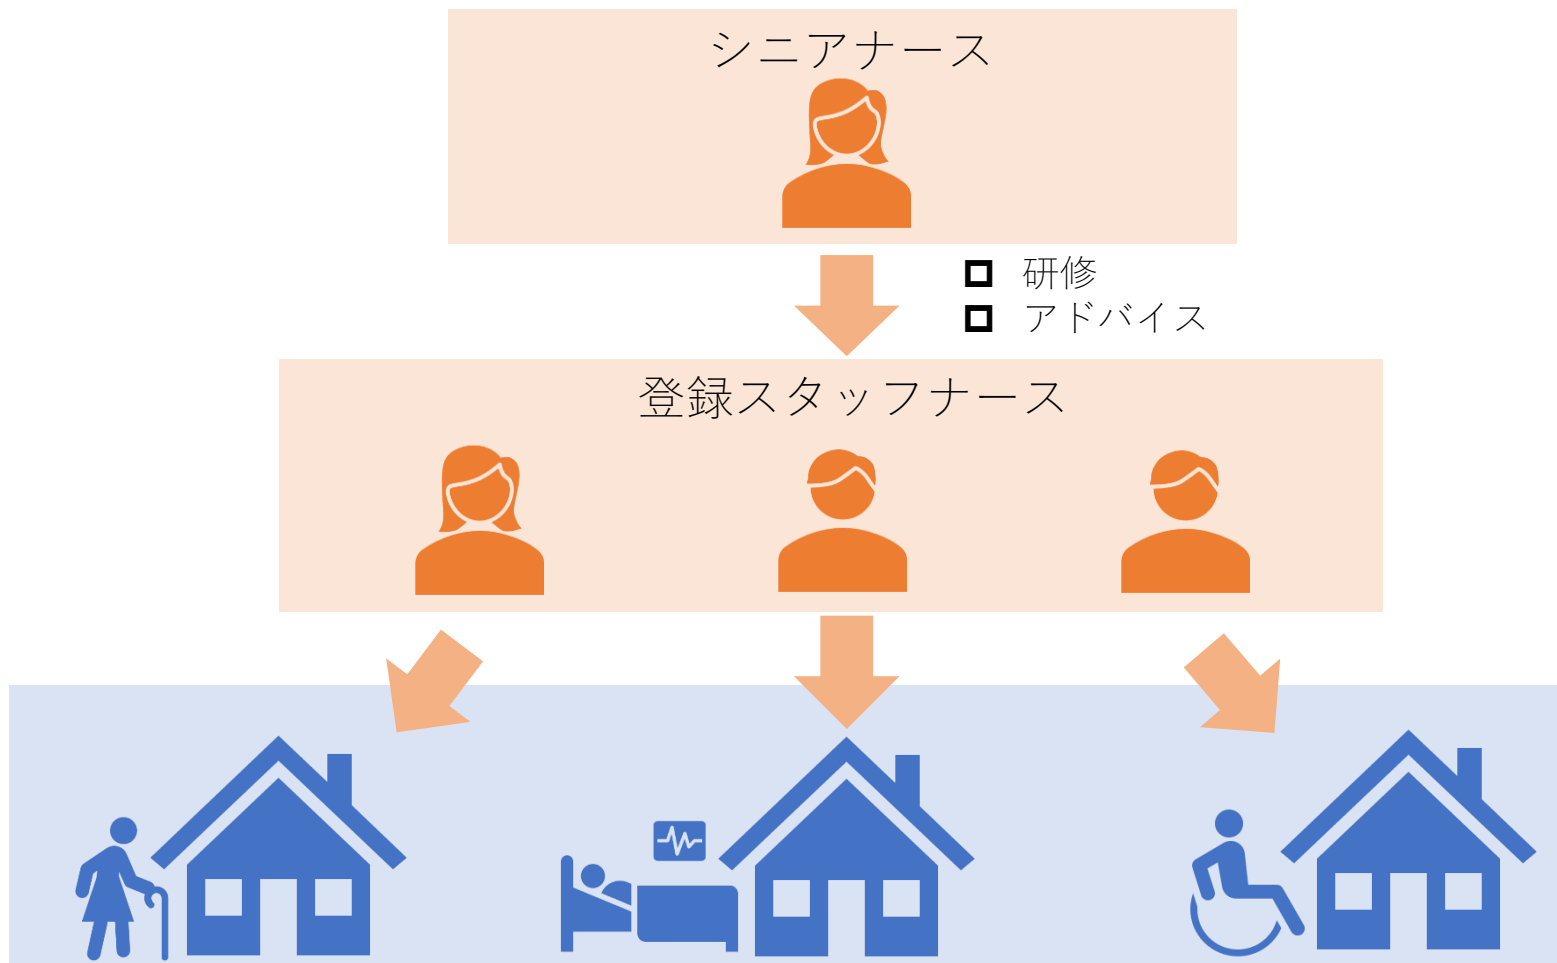 シニアナース
研修
アドバイス
登録スタッフナース